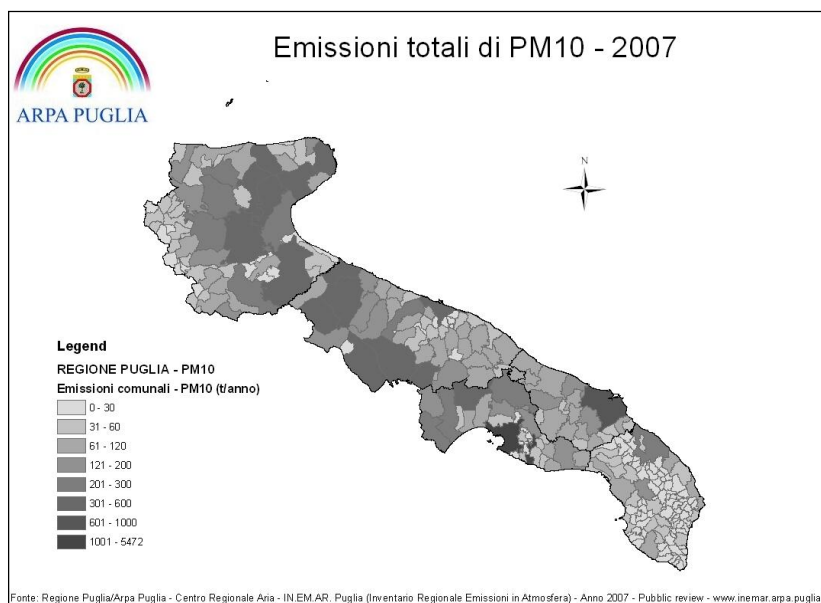 Emissioni totali di PM10 - 2007
ARPA PUGLIA
N
Legend
REGIONE PUGLIA - PM10
Emissioni comunali - PM10 (t/anno)
0 - 30
31 - 60
61 - 120
121 - 200
201 - 300
301 - 600
601 - 1000
1001 - 5472
Fonte: Regione Puglia/Arpa Puglia - Centro Regionale Aria - IN.EM.AR. Puglia (Inventario Regionale Emissioni in Atmosfera) - Anno 2007 - Pubblic review - www.inemar.arpa.puglia